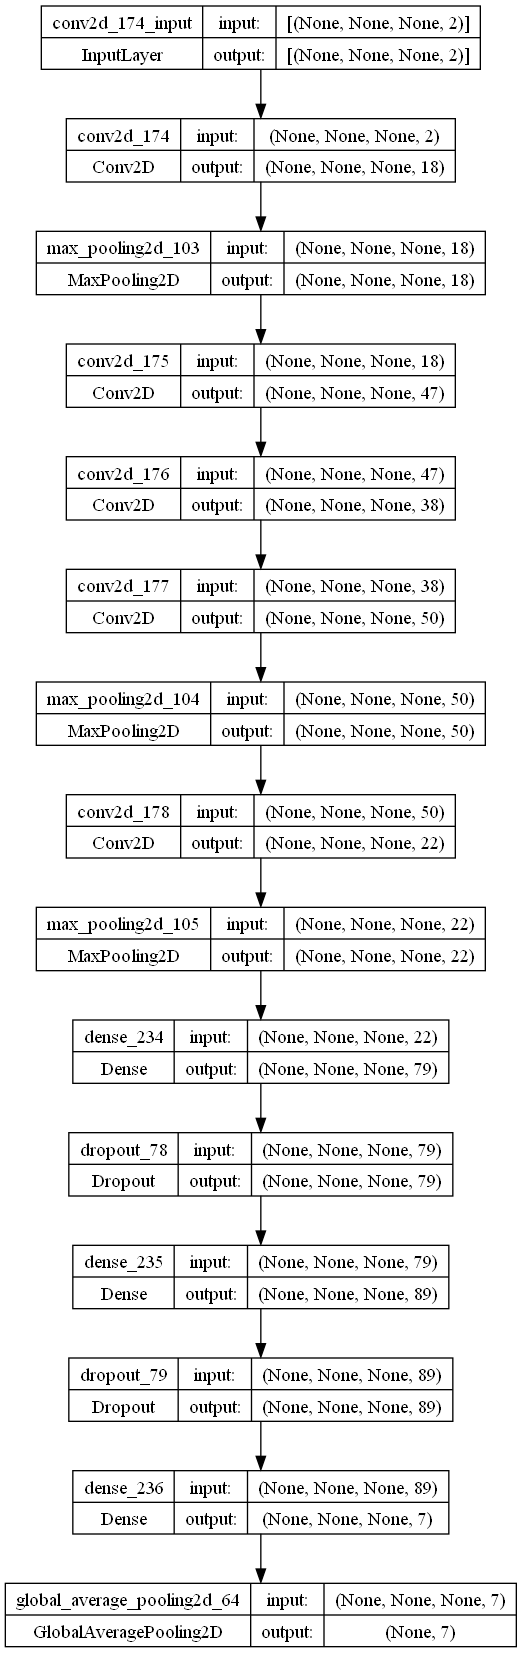 conv2d_174_input input: [(None, None, None, 2)]
InputLayer output: [(None, None, None, 2)]
conv2d_174 input: (None, None, None, 2)
Conv2D output: (None, None, None, 18)
max_pooling2d_103 input: (None, None, None, 18)
MaxPooling2D output: (None, None, None, 18)
conv2d_175 input: (None, None, None, 18)
Conv2D output: (None, None, None, 47)
conv2d_176 input: (None, None, None, 47)
Conv2D output: (None, None, None, 38)
conv2d_177 input: (None, None, None, 38)
Conv2D output: (None, None, None, 50)
max_pooling2d_104 input: (None, None, None, 50)
MaxPooling2D output: (None, None, None, 50)
conv2d_178 input: (None, None, None, 50)
Conv2D output: (None, None, None, 22)
max_pooling2d_105 input: (None, None, None, 22)
MaxPooling2D output: (None, None, None, 22)
dense_234 input: (None, None, None, 22)
Dense output: (None, None, None, 79)
dropout_78 input: (None, None, None, 79)
Dropout output: (None, None, None, 79)
dense_235 input: (None, None, None, 79)
Dense output: (None, None, None, 89)
dropout_79 input: (None, None, None, 89)
Dropout output: (None, None, None, 89)
dense_236 input: (None, None, None, 89)
Dense output: (None, None, None, 7)
global_average_pooling2d_64 input: (None, None, None, 7)
GlobalAveragePooling2D output: (None, 7)